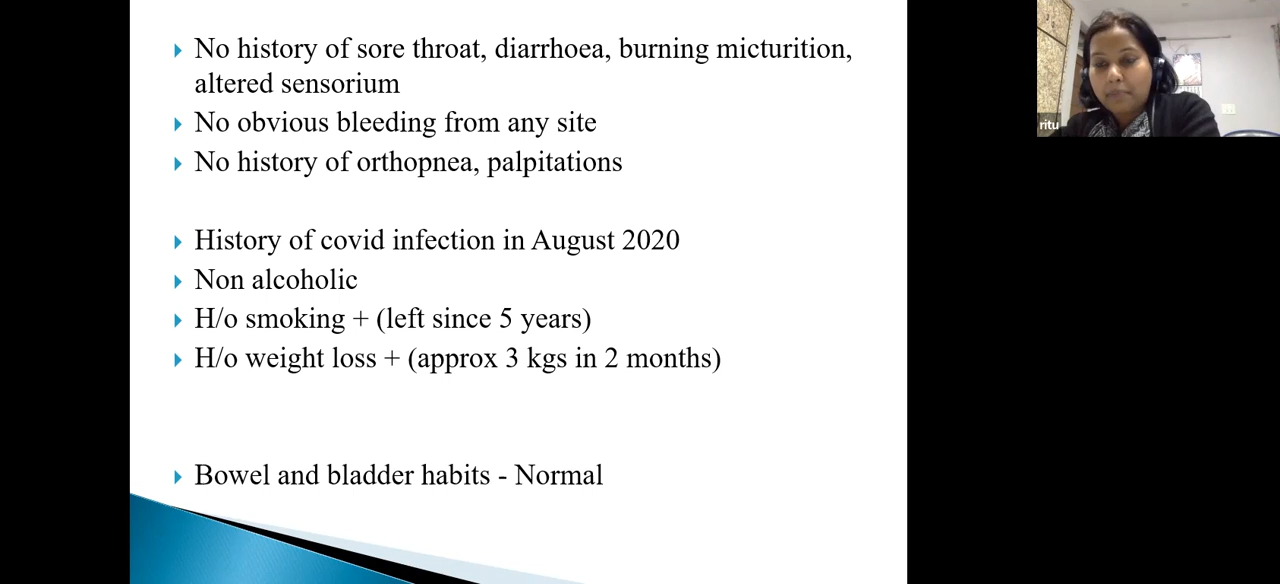 No history of sore throat, diarrhoea, burning micturition,
altered sensorium
No obvious bleeding from any site
No history of orthopnea, palpitations
History of covid infection in August 2020
Non alcoholic
H/o smoking + (left since 5 years)
H/o weight loss + (approx 3 kgs in 2 months)
Bowel and bladder habits - Normal
ritu